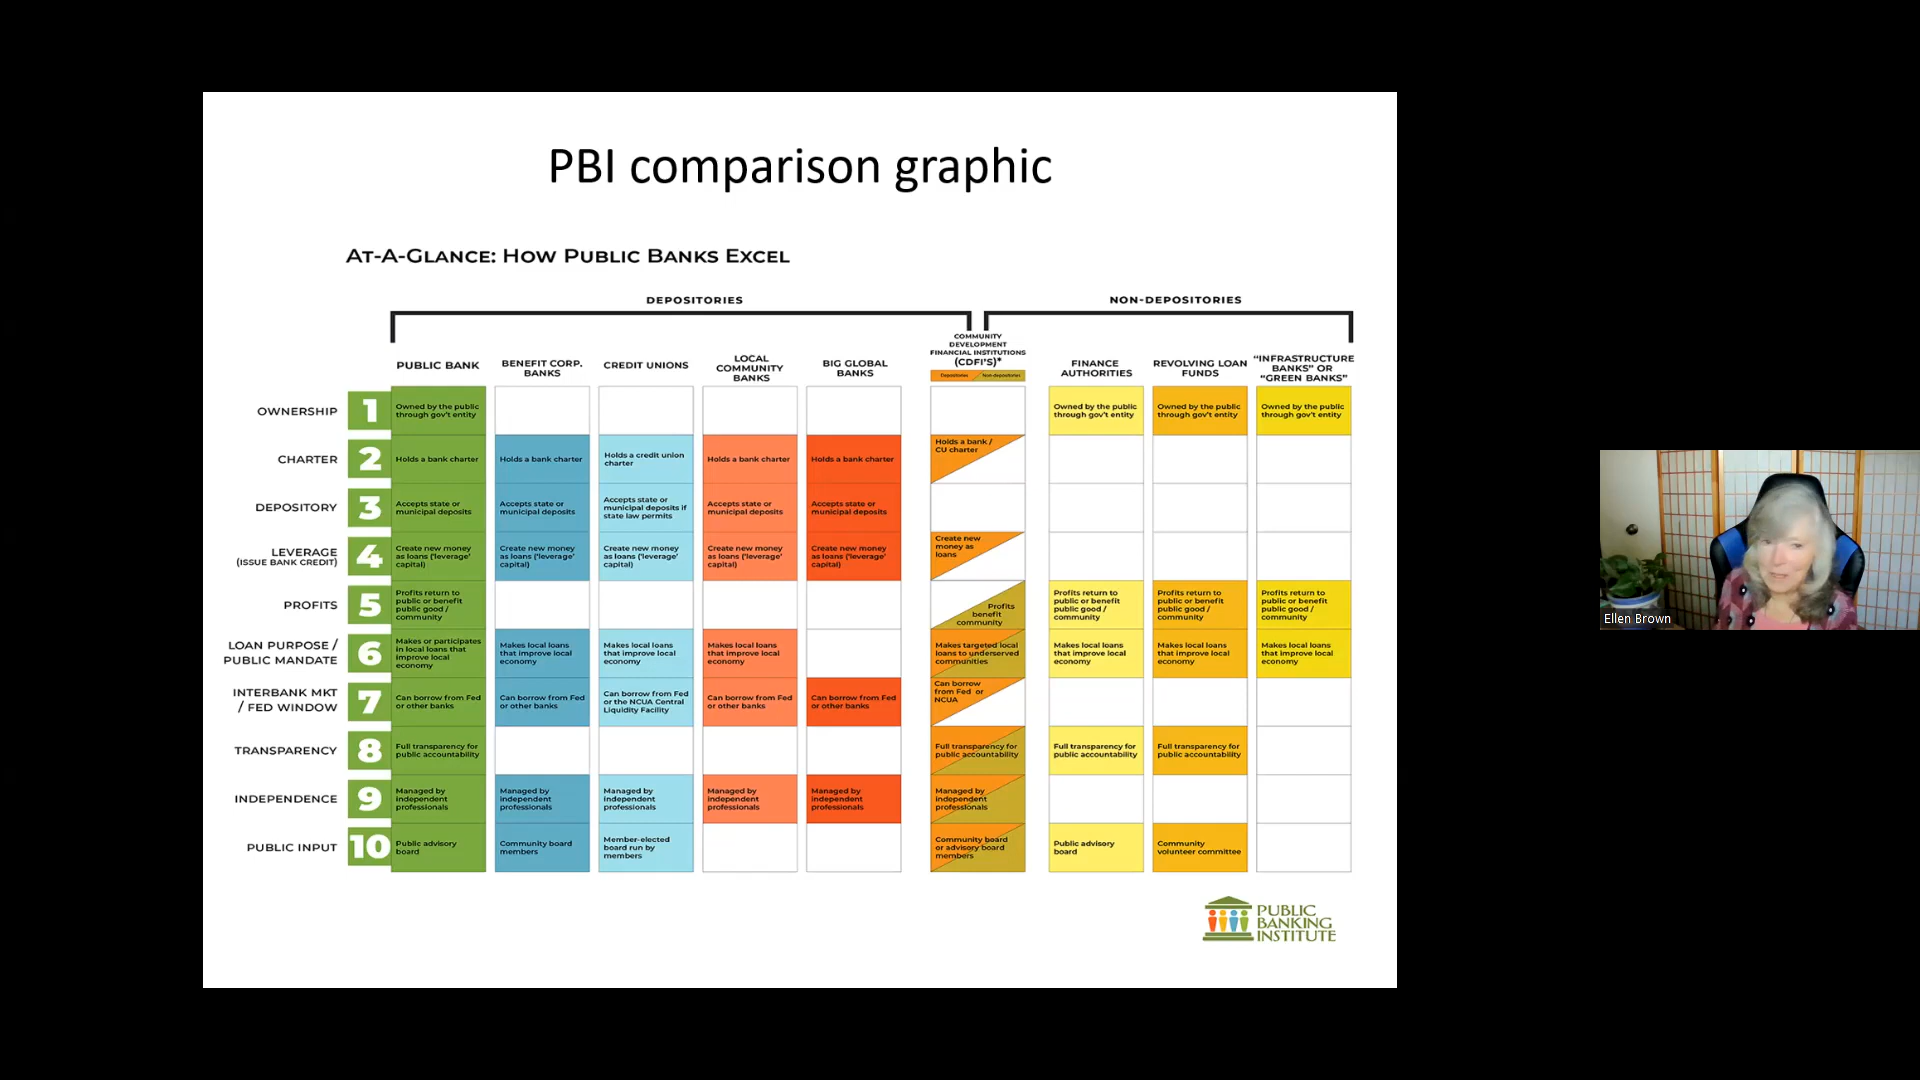 PBI comparison graphic
AT-A-GLANCE: HOW PUBLIC BANKS EXCEL
DEPOSITORIES
NON-DEPOSITORIES
PUBLIC BANK
BENEFIT CORP.
BANKS
CREDIT UNIONS
LOCAL
COMMUNITY
BANKS
BIG GLOBAL
BANKS
COMMUNITY
DEVELOPMENT
FINANCIAL INSTITUTIONS
(CDFI'S)*
Depositories
Non-depositories
FINANCE
AUTHORITIES
REVOLVING LOAN
FUNDS
“INFRASTRUCTURE
BANKS” OR
“GREEN BANKS”
OWNERSHIP
1
Owned by the public
through gov't entity
Owned by the public
through gov't entity
Owned by the public
through gov't entity
Owned by the public
through gov't entity
CHARTER
2
Holds a bank charter
Holds a bank charter
Holds a credit union
charter
Holds a bank charter
Holds a bank charter
Holds a bank /
CU charter
DEPOSITORY
3
Accepts state or
municipal deposits
Accepts state or
municipal deposits
Accepts state or
municipal deposits if
state law permits
Accepts state or
municipal deposits
Accepts state or
municipal deposits
LEVERAGE
(ISSUE BANK CREDIT)
4
Create new money
as loans ('leverage'
capital)
Create new money
as loans ('leverage'
capital)
Create new money
as loans ('leverage'
capital)
Create new money
as loans ('leverage'
capital)
Create new money
as loans ('leverage'
capital)
Create new
money as
loans
PROFITS
5
Profits return to
public or benefit
public good /
community
Profits
benefit
community
Profits return to
public or benefit
public good /
community
Profits return to
public or benefit
public good /
community
Profits return to
public or benefit
public good /
community
LOAN PURPOSE /
PUBLIC MANDATE
6
Makes or participates
in local loans that
improve local
economy
Makes local loans
that improve local
economy
Makes local loans
that improve local
economy
Makes local loans
that improve local
economy
Makes targeted local
loans to underserved
communities
Makes local loans
that improve local
economy
Makes local loans
that improve local
economy
Makes local loans
that improve local
economy
INTERBANK MKT
/ FED WINDOW
7
Can borrow from Fed
or other banks
Can borrow from Fed
or other banks
Can borrow from Fed
or the NCUA Central
Liquidity Facility
Can borrow from Fed
or other banks
Can borrow from Fed
or other banks
Can borrow
from Fed or
NCUA
TRANSPARENCY
8
Full transparency for
public accountability
Full transparency for
public accountability
Full transparency for
public accountability
Full transparency for
public accountability
INDEPENDENCE
9
Managed by
independent
professionals
Managed by
independent
professionals
Managed by
independent
professionals
Managed by
independent
professionals
Managed by
independent
professionals
Managed by
independent
professionals
PUBLIC INPUT
10
Public advisory
board
Community board
members
Member-elected
board run by
members
Community board
or advisory board
members
Public advisory
board
Community
volunteer committee
PUBLIC
BANKING
INSTITUTE
Ellen Brown